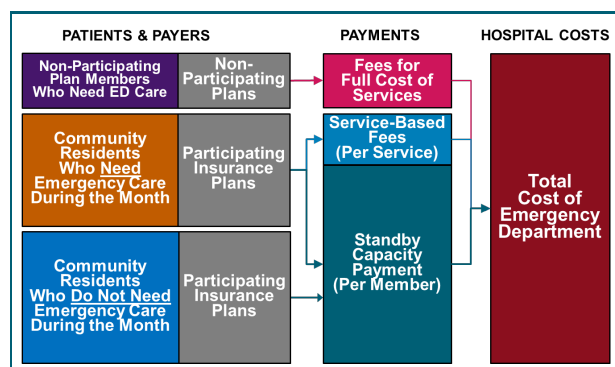 PATIENTS & PAYERS
PAYMENTS
HOSPITAL COSTS
Non-Participating
Plan Members
Who Need ED Care
Non-
Participating
Plans
Fees for
Full Cost of
Services
Community
Residents
Who Need
Emergency Care
During the Month
Participating
Insurance
Plans
Service-Based
Fees
(Per Service)
Standby
Capacity
Payment
(Per Member)
Total
Cost of
Emergency
Department
Community
Residents
Who Do Not Need
Emergency Care
During the Month
Participating
Insurance
Plans